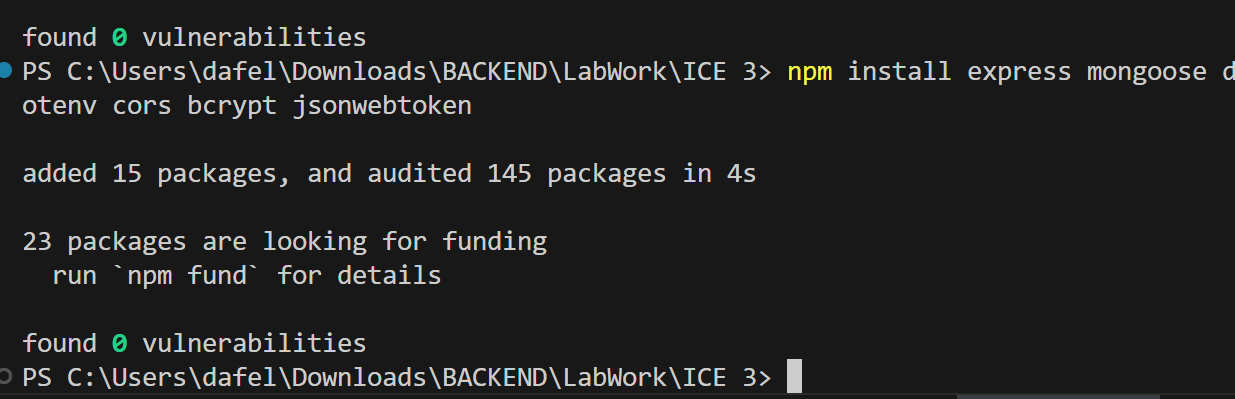 found 0 vulnerabilities
PS C:\Users\dafel\Downloads\BACKEND\LabWork\ICE 3> npm install express mongoose d
otenv cors bcrypt jsonwebtoken
added 15 packages, and audited 145 packages in 4s
23 packages are looking for funding
  run `npm fund` for details
found 0 vulnerabilities
PS C:\Users\dafel\Downloads\BACKEND\LabWork\ICE 3>